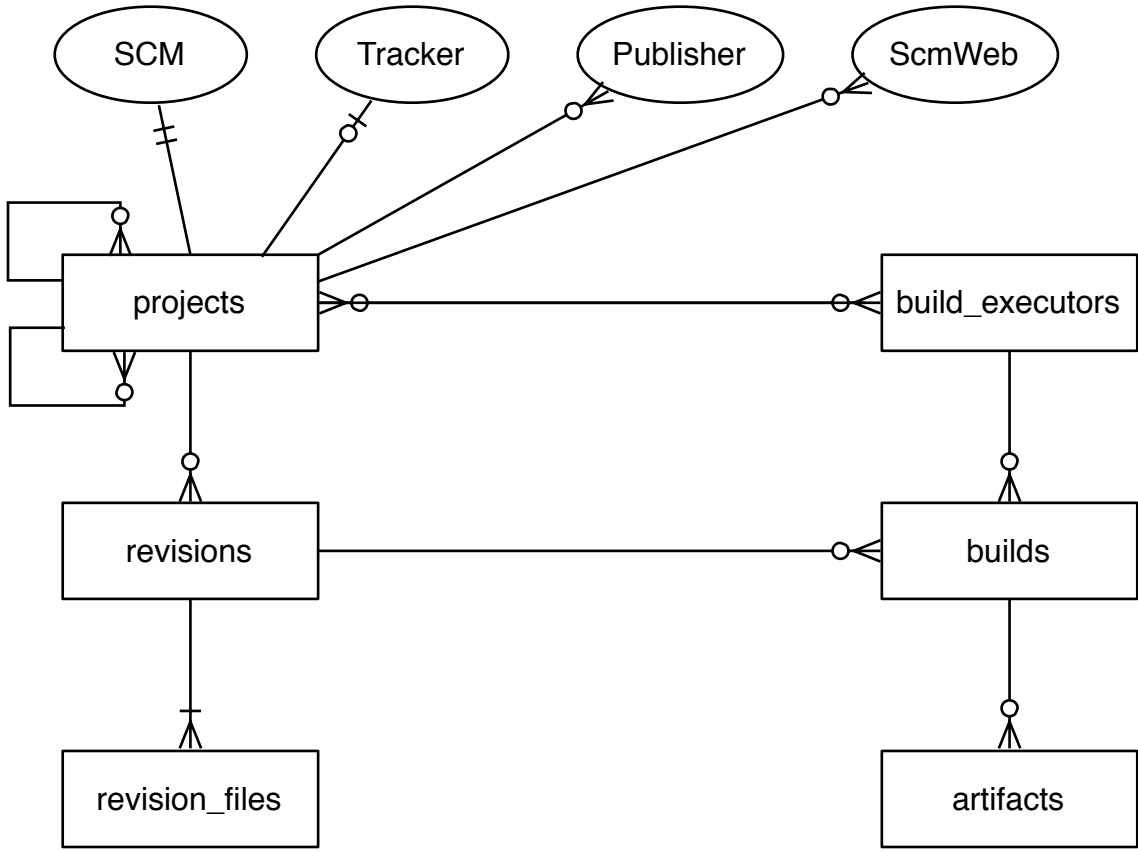 SCM
Tracker
Publisher
ScmWeb
projects
build_executors
revisions
builds
revision_files
artifacts